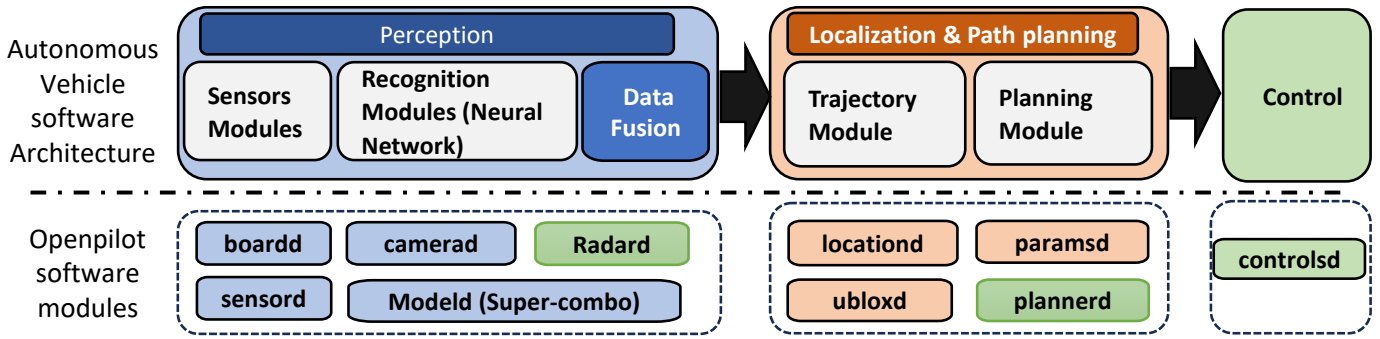 Autonomous
Vehicle
software
Architecture
Perception
Sensors
Modules
Recognition
Modules (Neural
Network)
Data
Fusion
Localization & Path planning
Trajectory
Module
Planning
Module
Control
Openpilot
software
modules
boardd
camerad
Radard
sensord
Modeld (Super-combo)
locationd
paramsd
ubloxd
plannerd
controlsd